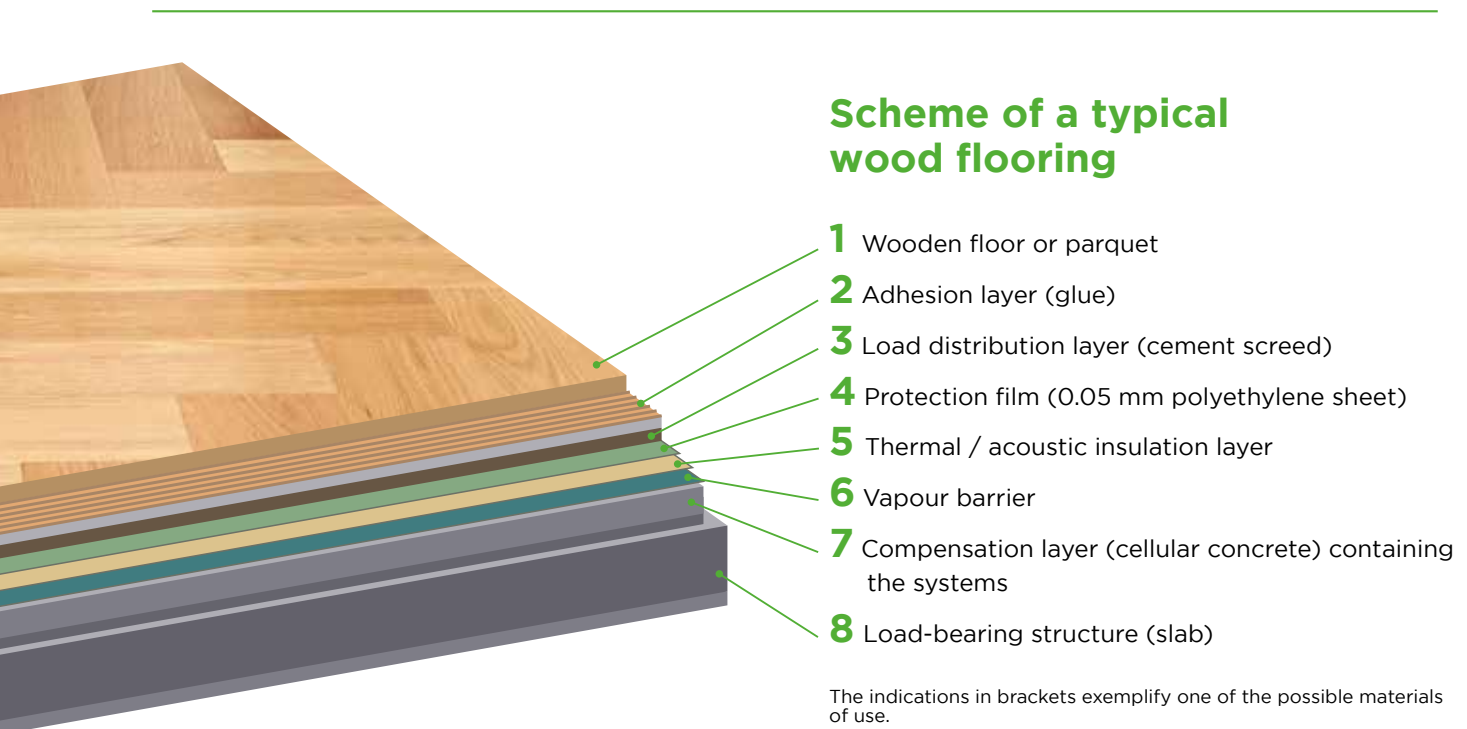 Scheme of a typical
wood flooring
1 Wooden floor or parquet
2 Adhesion layer (glue)
3 Load distribution layer (cement screed)
4 Protection film (0.05 mm polyethylene sheet)
5 Thermal / acoustic insulation layer
6 Vapour barrier
7 Compensation layer (cellular concrete) containing
the systems
8 Load-bearing structure (slab)
The indications in brackets exemplify one of the possible materials
of use.